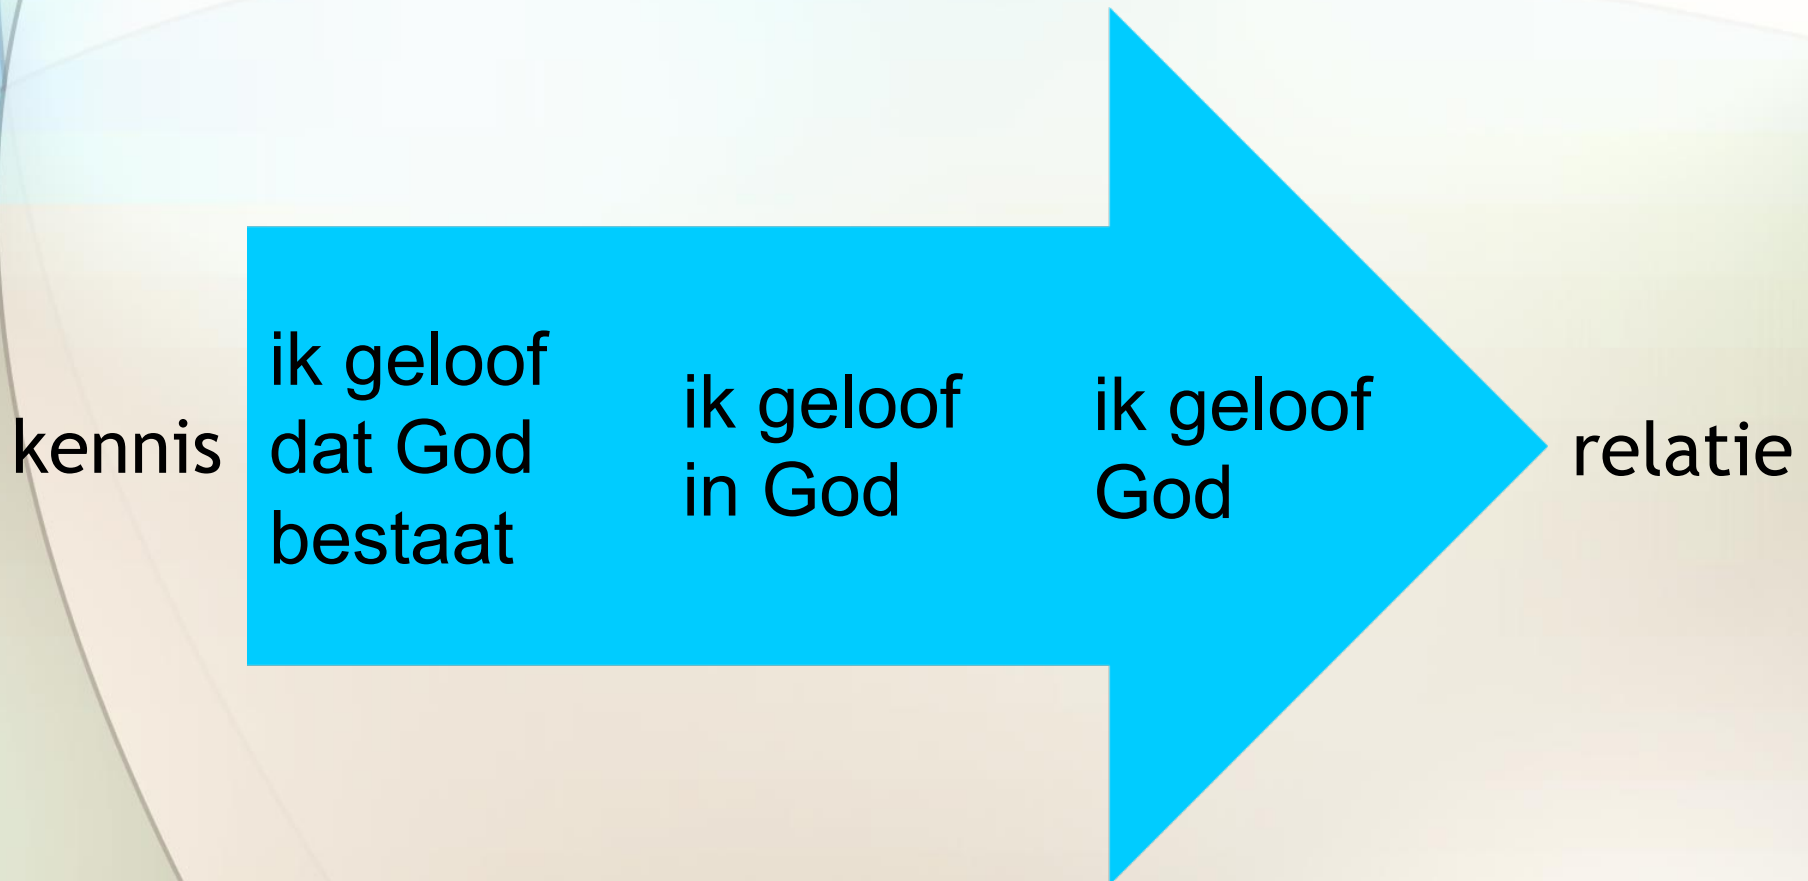 kennis
ik geloof
dat God
bestaat
ik geloof
in God
ik geloof
God
relatie